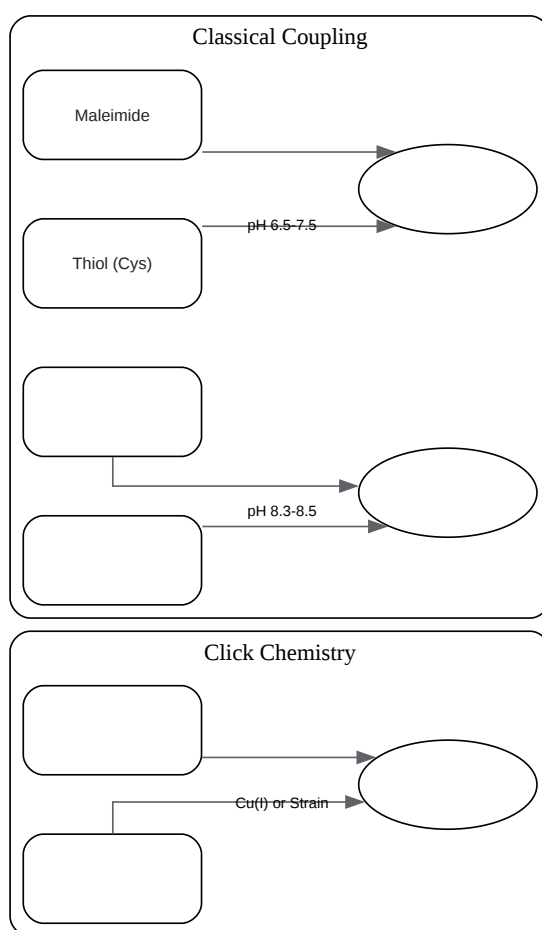 Classical Coupling
Maleimide
pH 6.5-7.5
Thiol (Cys)
pH 8.3-8.5
Click Chemistry
Cu(I) or Strain